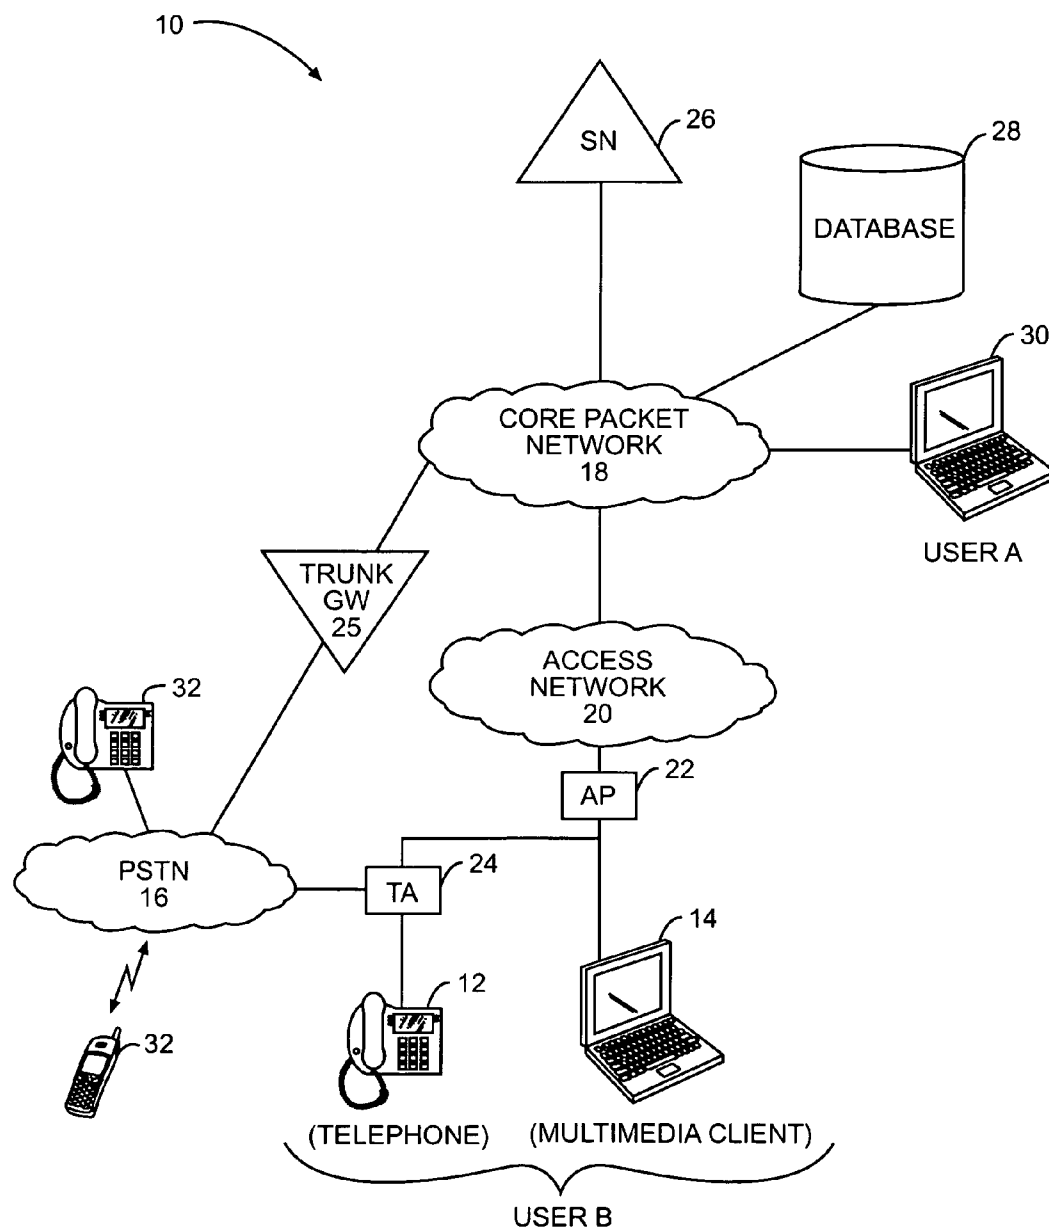 10
SN
26
28
DATABASE
30
CORE PACKET
NETWORK
18
USER A
TRUNK
GW
25
ACCESS
NETWORK
20
32
22
AP
PSTN
16
24
TA
14
12
32
(TELEPHONE)
(MULTIMEDIA CLIENT)
USER B